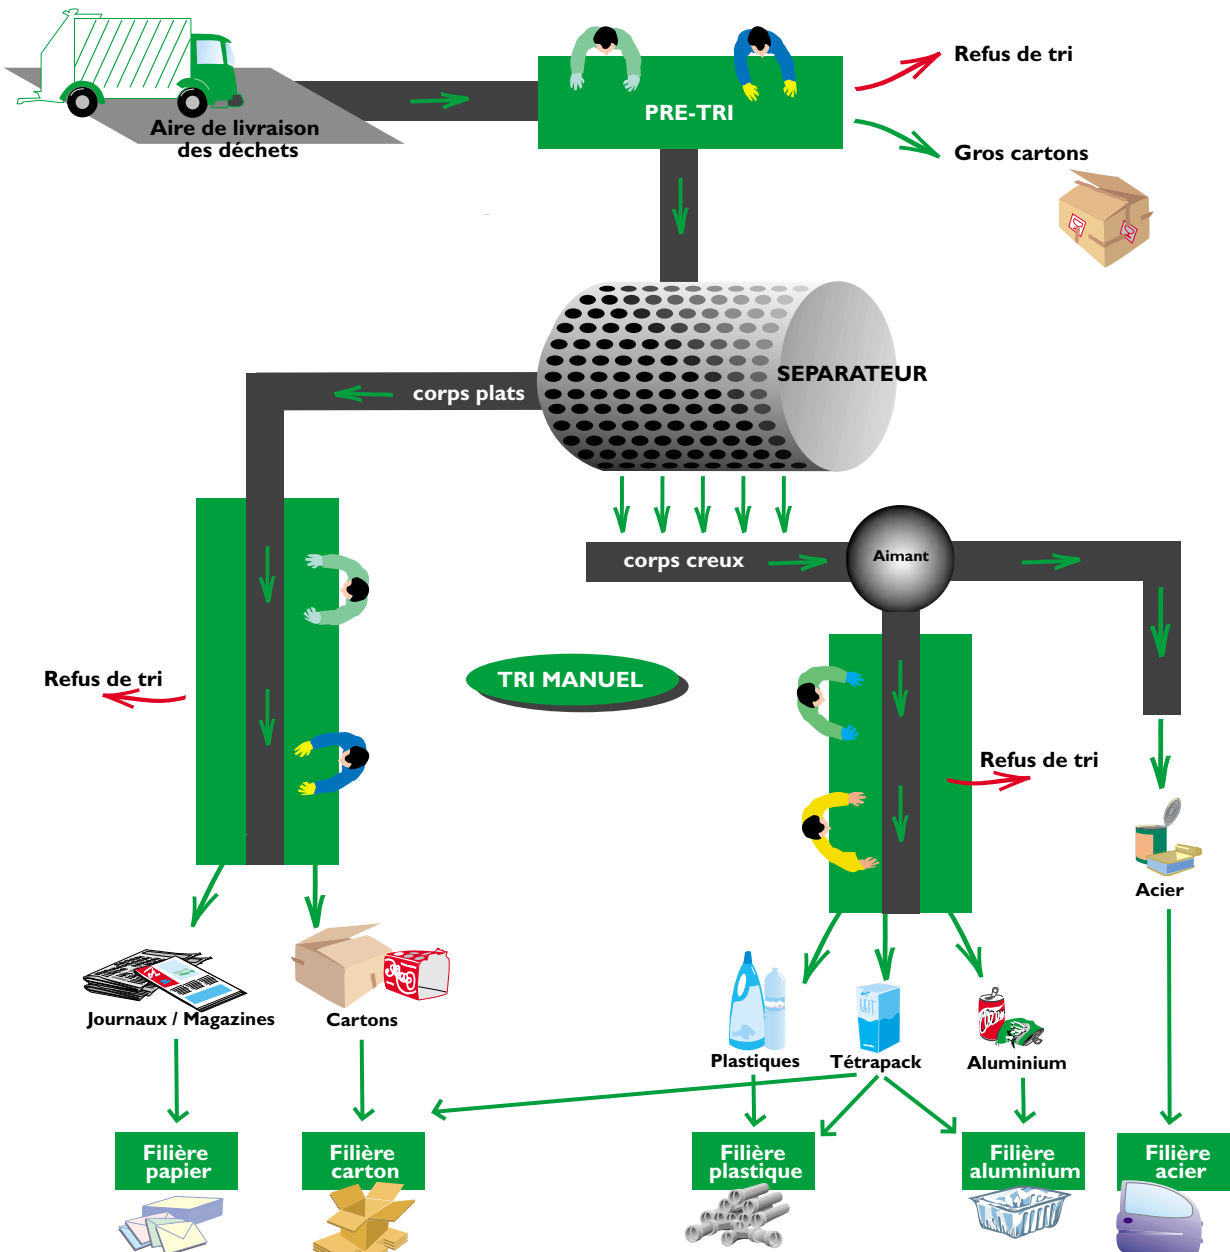 Refus de tri
PRE-TRI
Aire de livraison
des déchets
Gros cartons
SEPARATEUR
corps plats
corps creux
Aimant
TRI MANUEL
Refus de tri
Refus de tri
Acier
Journaux / Magazines
Cartons
LAIT
Plastiques
Tétrapack
Aluminium
Filière
papier
Filière
carton
Filière
plastique
Filière
aluminium
Filière
acier